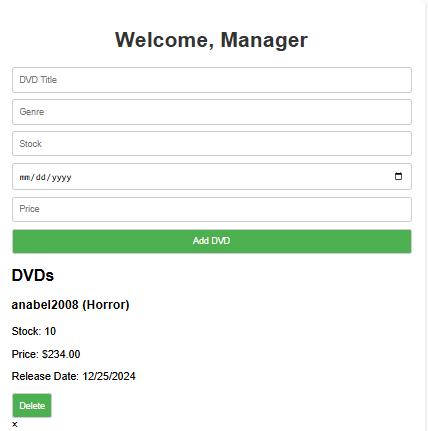 Welcome, Manager
DVD Title
Genre
Stock
mm/dd/yyyy
Price
Add DVD
DVDs
anabel2008 (Horror)
Stock: 10
Price: $234.00
Release Date: 12/25/2024
Delete
×